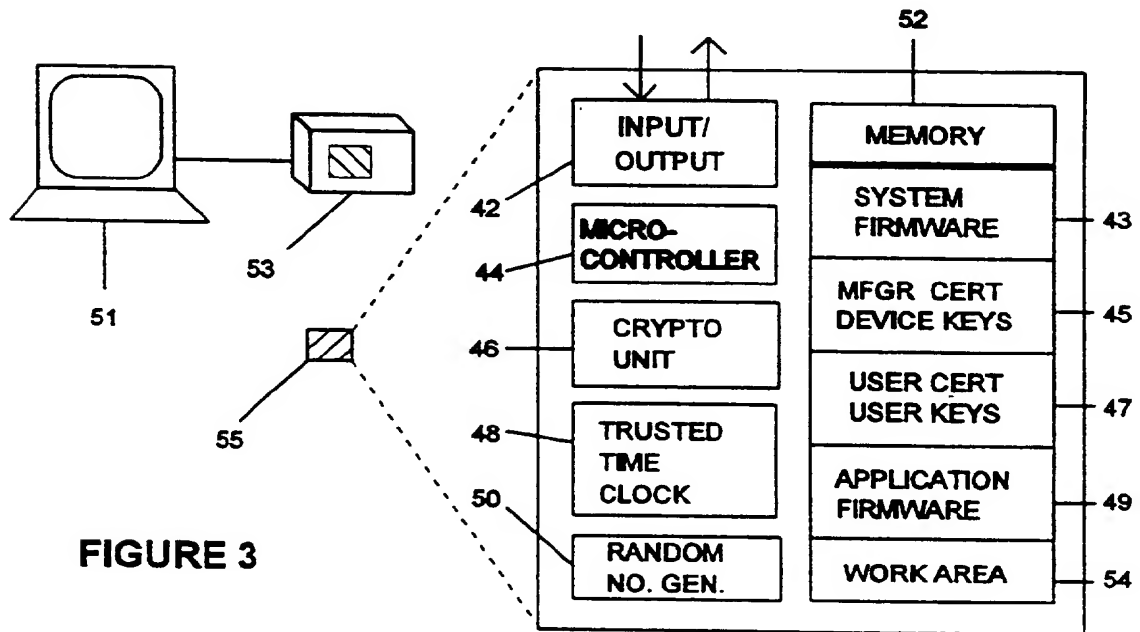 52
INPUT/
OUTPUT
42
MICRO-
CONTROLLER
44
CRYPTO
UNIT
46
TRUSTED
TIME
CLOCK
48
RANDOM
NO. GEN.
50
MEMORY
SYSTEM
FIRMWARE
43
MFGR CERT
DEVICE KEYS
45
USER CERT
USER KEYS
47
APPLICATION
FIRMWARE
49
WORK AREA
54
51
53
55
FIGURE 3